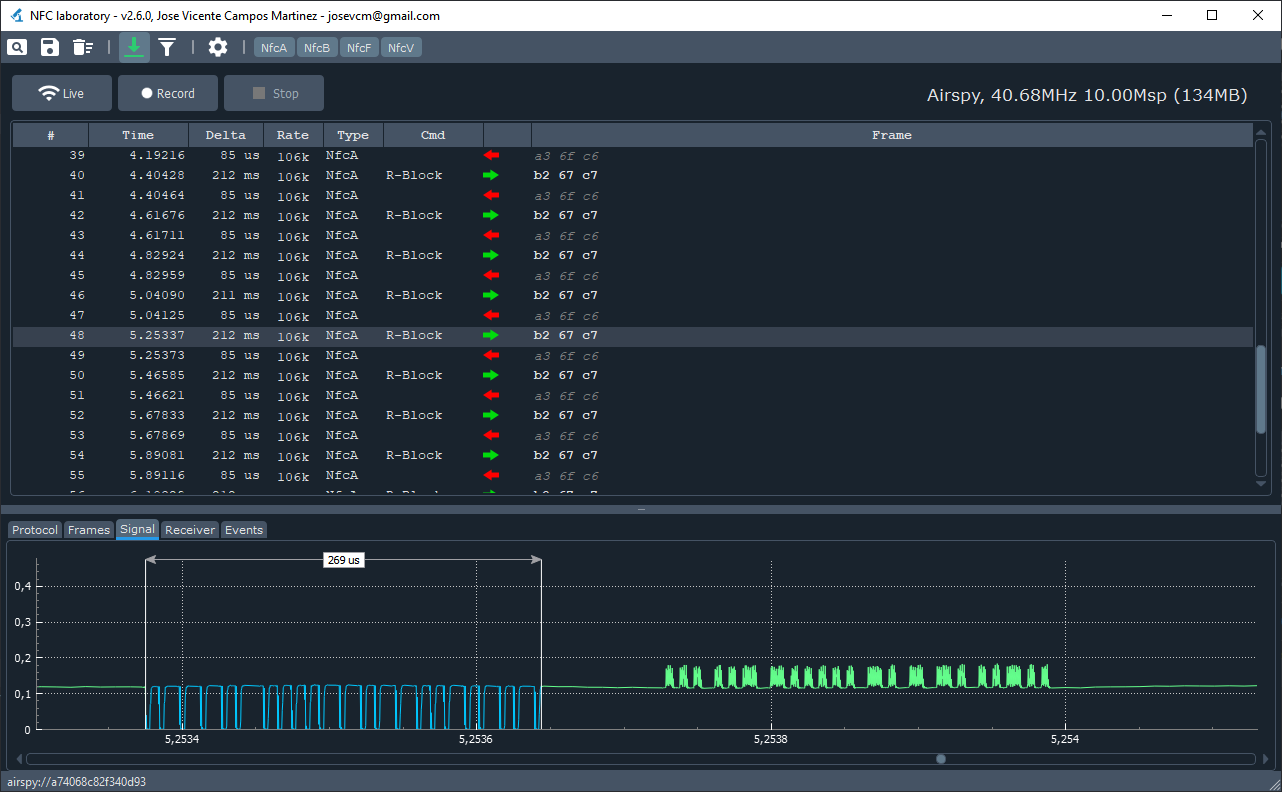 NFC laboratory - v2.6.0, Jose Vicente Campos Martinez - josevcm@gmail.com
NfcA NfcB NfcF NfcV
Live Record Stop Airspy, 40.68MHz 10.00Msp (134MB)
# Time Delta Rate Type Cmd Frame
39 4.19216 85 us 106k NfcA a3 6f c6
40 4.40428 212 ms 106k NfcA R-Block b2 67 c7
41 4.40464 85 us 106k NfcA a3 6f c6
42 4.61676 212 ms 106k NfcA R-Block b2 67 c7
43 4.61711 85 us 106k NfcA a3 6f c6
44 4.82924 212 ms 106k NfcA R-Block b2 67 c7
45 4.82959 85 us 106k NfcA a3 6f c6
46 5.04090 211 ms 106k NfcA R-Block b2 67 c7
47 5.04125 85 us 106k NfcA a3 6f c6
48 5.25337 212 ms 106k NfcA R-Block b2 67 c7
49 5.25373 85 us 106k NfcA a3 6f c6
50 5.46585 212 ms 106k NfcA R-Block b2 67 c7
51 5.46621 85 us 106k NfcA a3 6f c6
52 5.67833 212 ms 106k NfcA R-Block b2 67 c7
53 5.67869 85 us 106k NfcA a3 6f c6
54 5.89081 212 ms 106k NfcA R-Block b2 67 c7
55 5.89116 85 us 106k NfcA a3 6f c6
Protocol Frames Signal Receiver Events
269 us
0,4
0,3
0,2
0,1
0
5,2534 5,2536 5,2538 5,254
airspy://a74068c82f340d93